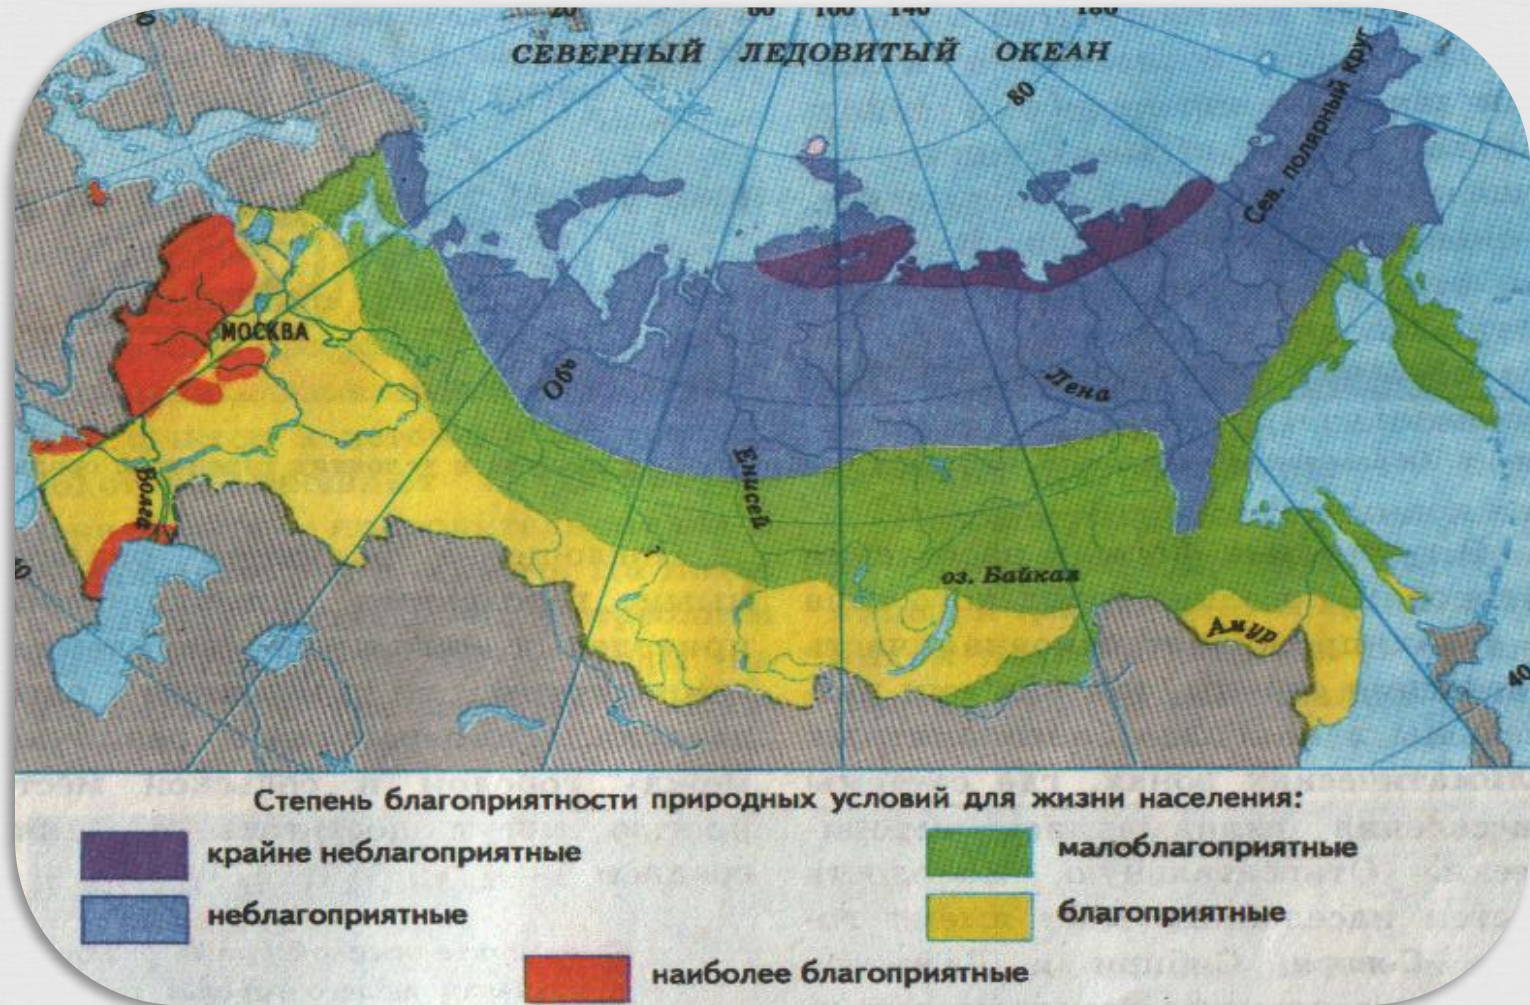 СЕВЕРНЫЙ ЛЕДОВИТЫЙ ОКЕАН
80
Сев. полярный круг
МОСКВА
Обь
Лена
Енисей
Волга
оз. Байкал
Амур
40
Степень благоприятности природных условий для жизни населения:
крайне неблагоприятные
малоблагоприятные
неблагоприятные
благоприятные
наиболее благоприятные